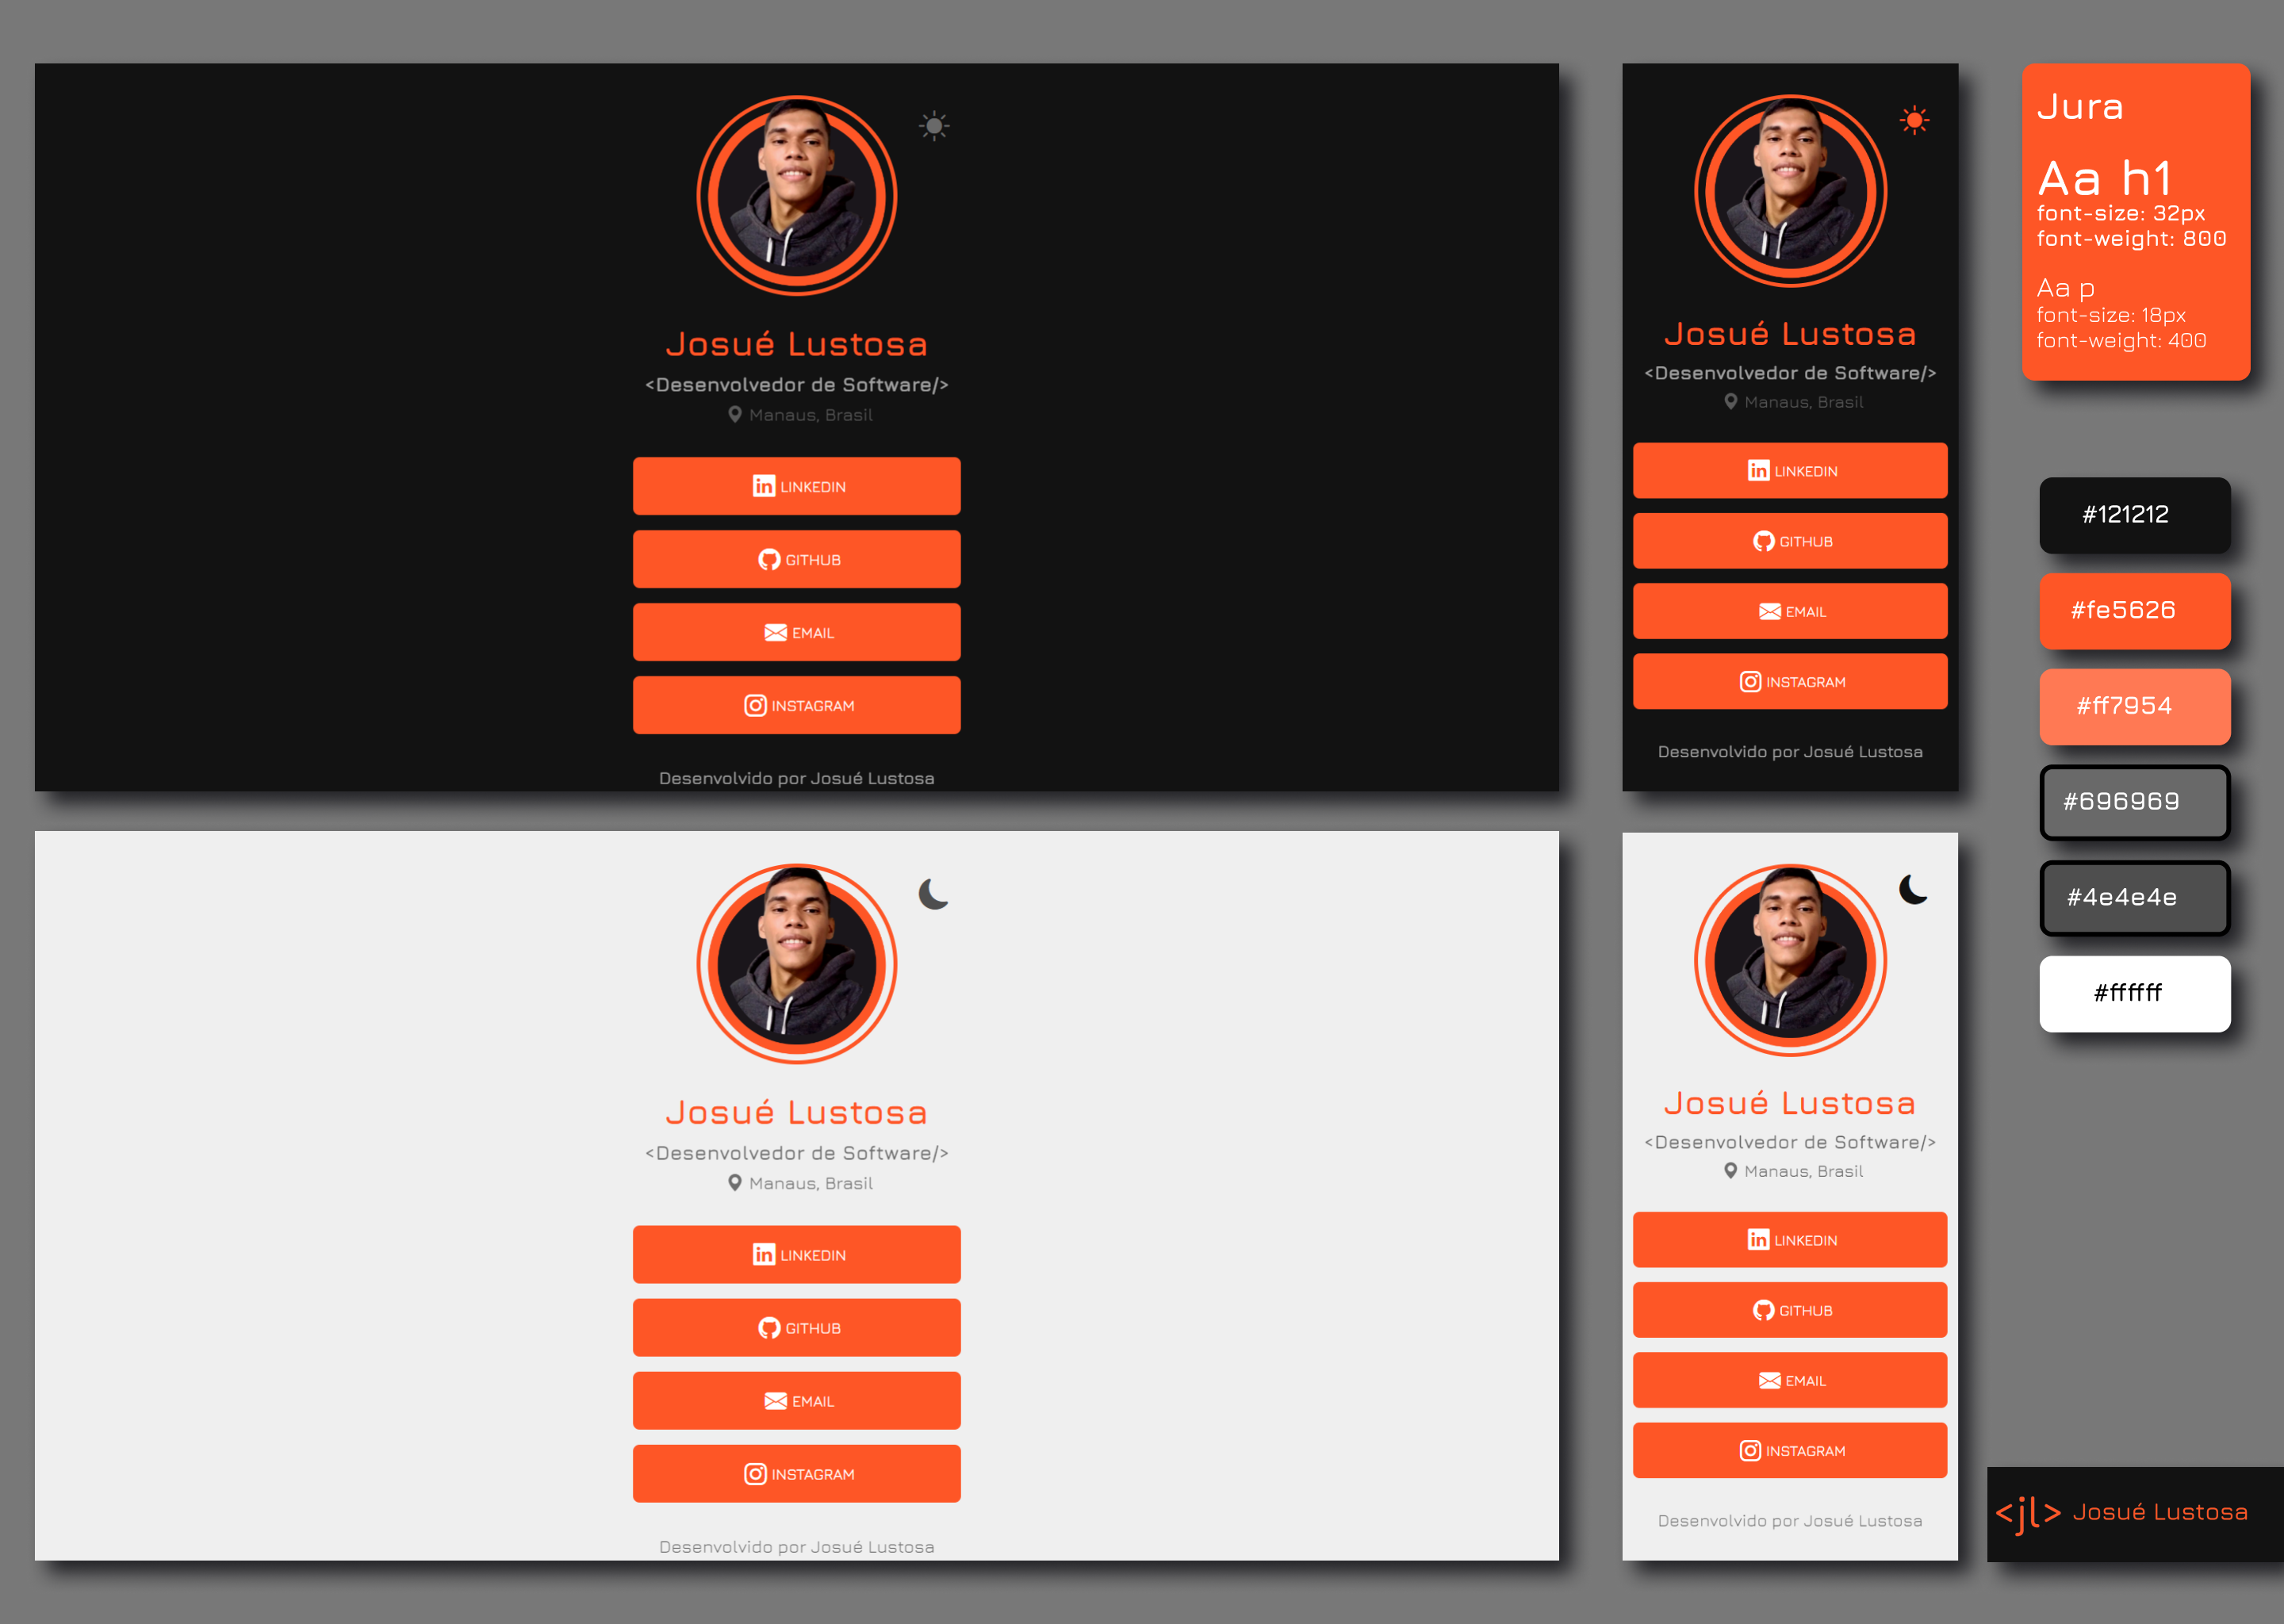 Josué Lustosa
<Desenvolvedor de Software/>
Manaus, Brasil
LINKEDIN
GITHUB
EMAIL
INSTAGRAM
Desenvolvido por Josué Lustosa
Josué Lustosa
<Desenvolvedor de Software/>
Manaus, Brasil
LINKEDIN
GITHUB
EMAIL
INSTAGRAM
Desenvolvido por Josué Lustosa
Jura
Aa h1
font-size: 32px
font-weight: 800
Aa p
font-size: 18px
font-weight: 400
#121212
#fe5626
#ff7954
#696969
#4e4e4e
#ffffff
Josué Lustosa
<Desenvolvedor de Software/>
Manaus, Brasil
LINKEDIN
GITHUB
EMAIL
INSTAGRAM
Desenvolvido por Josué Lustosa
Josué Lustosa
<Desenvolvedor de Software/>
Manaus, Brasil
LINKEDIN
GITHUB
EMAIL
INSTAGRAM
Desenvolvido por Josué Lustosa
<jl> Josué Lustosa